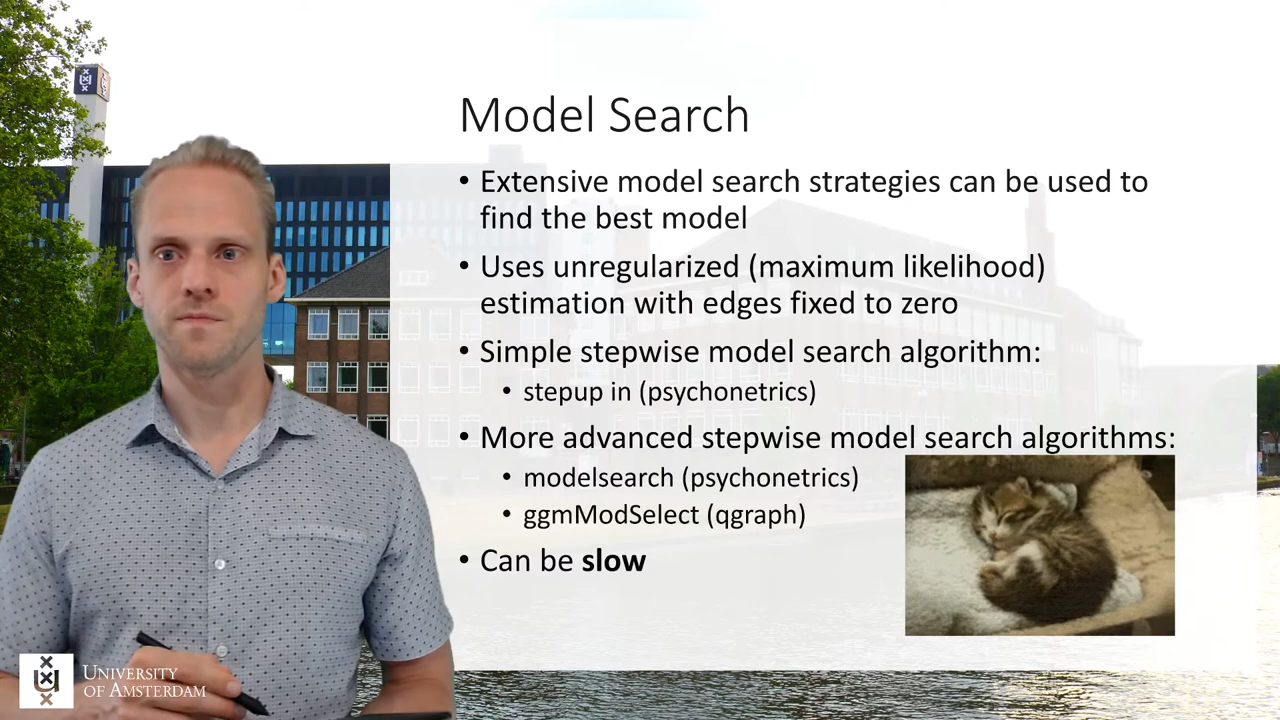 Model Search
• Extensive model search strategies can be used to
find the best model
• Uses unregularized (maximum likelihood)
estimation with edges fixed to zero
• Simple stepwise model search algorithm:
• stepup in (psychonetrics)
• More advanced stepwise model search algorithms:
• modelsearch (psychonetrics)
• ggmModSelect (qgraph)
• Can be slow
UNIVERSITY
OF AMSTERDAM